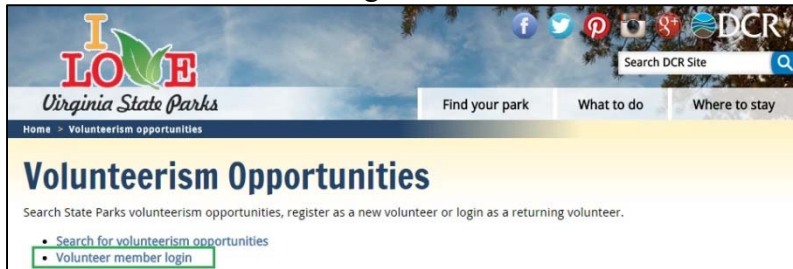 I
LOVE
Virginia State Parks
f
8+
DCR
Search DCR Site
Find your park
What to do
Where to stay
Home > Volunteerism opportunities
Volunteerism Opportunities
Search State Parks volunteerism opportunities, register as a new volunteer or login as a returning volunteer.
• Search for volunteerism opportunities
• Volunteer member login